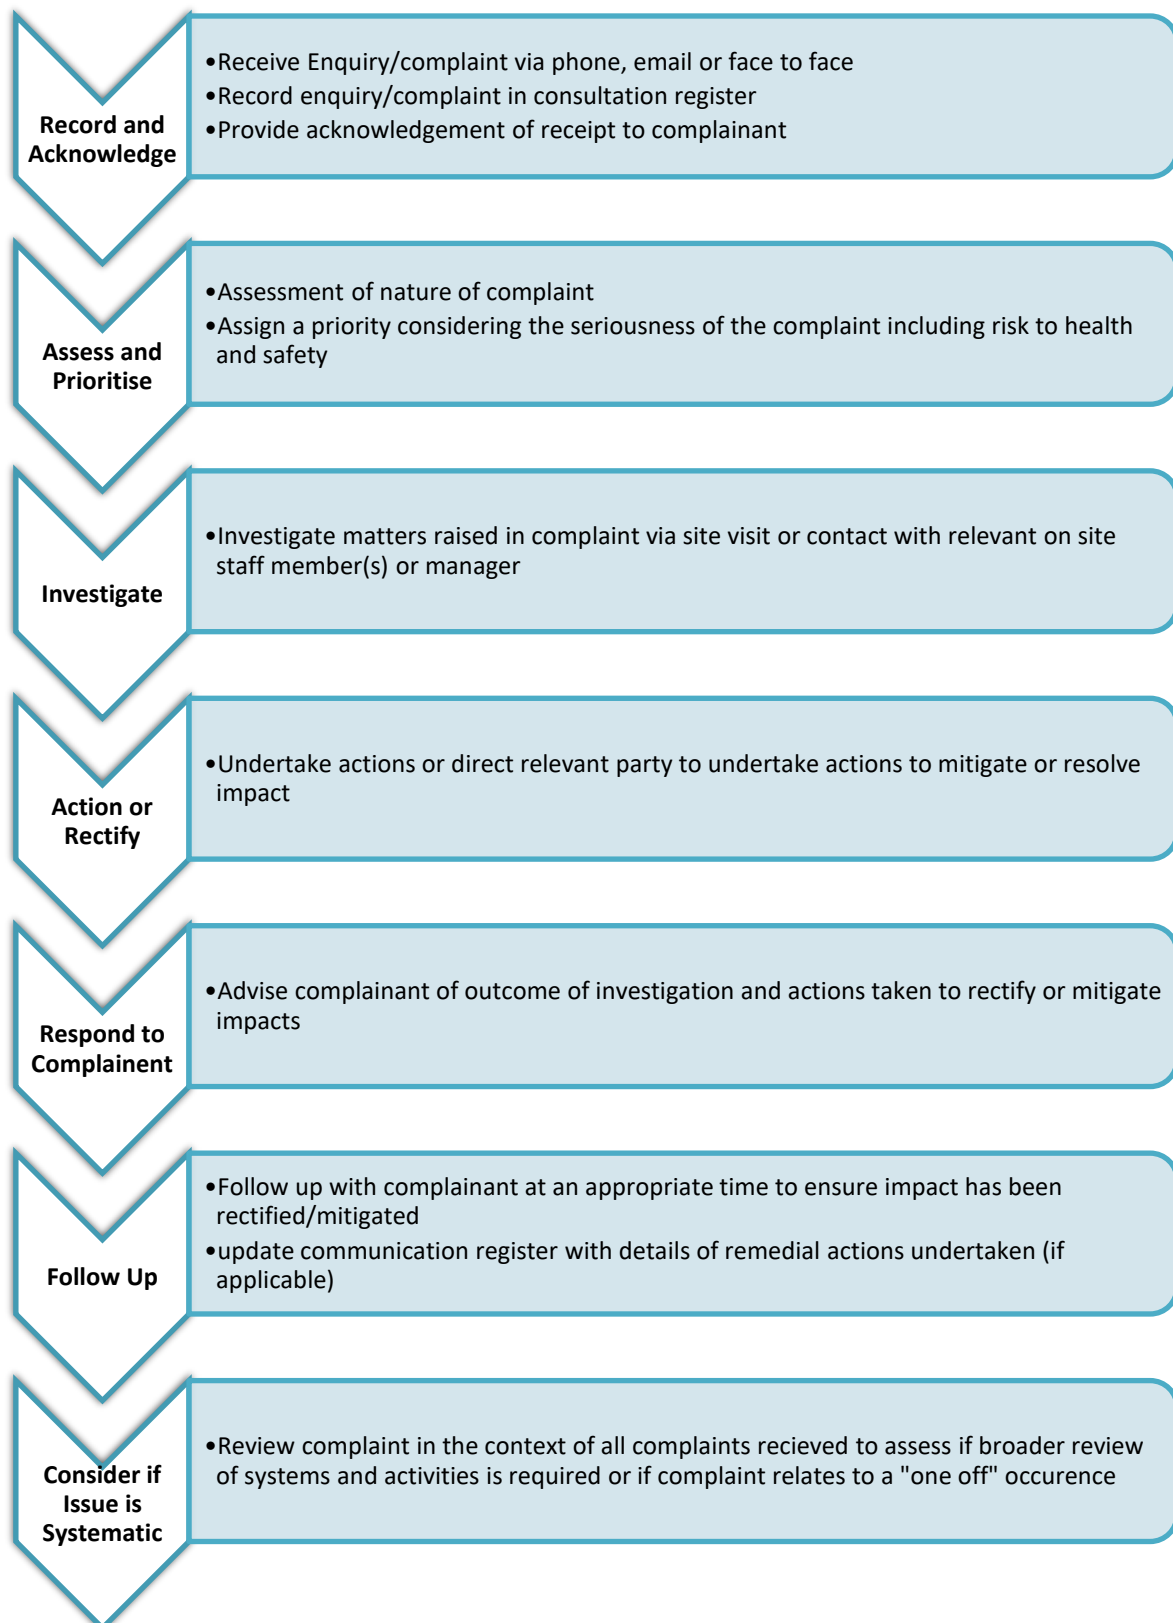 Record and
Acknowledge
•Receive Enquiry/complaint via phone, email or face to face
•Record enquiry/complaint in consultation register
•Provide acknowledgement of receipt to complainant
Assess and
Prioritise
•Assessment of nature of complaint
•Assign a priority considering the seriousness of the complaint including risk to health
and safety
Investigate
•Investigate matters raised in complaint via site visit or contact with relevant on site
staff member(s) or manager
Action or
Rectify
•Undertake actions or direct relevant party to undertake actions to mitigate or resolve
impact
Respond to
Complainent
•Advise complainant of outcome of investigation and actions taken to rectify or mitigate
impacts
Follow Up
•Follow up with complainant at an appropriate time to ensure impact has been
rectified/mitigated
•update communication register with details of remedial actions undertaken (if
applicable)
Consider if
Issue is
Systematic
•Review complaint in the context of all complaints recieved to assess if broader review
of systems and activities is required or if complaint relates to a "one off" occurence